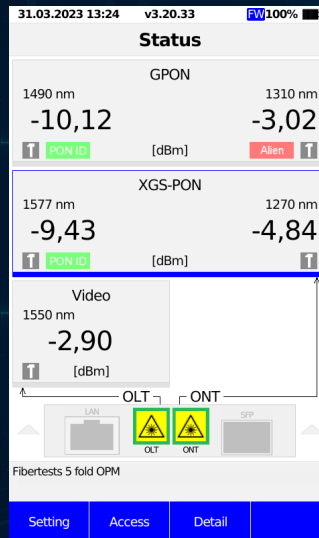 31.03.2023 13:24 v3.20.33 FW 100%
Status
GPON
1490 nm 1310 nm
-10,12 -3,02
PON ID [dBm] Alien
XGS-PON
1577 nm 1270 nm
-9,43 -4,84
PON ID [dBm]
Video
1550 nm
-2,90
[dBm]
OLT ONT
LAN SFP
OLT ONT
Fibertests 5 fold OPM
Setting Access Detail